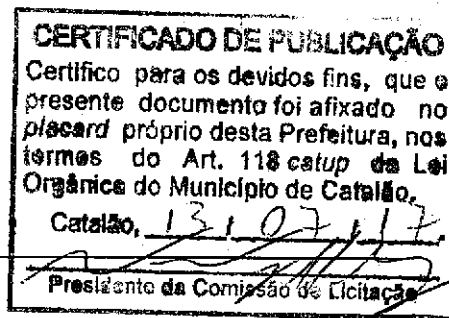 CERTIFICADO DE PUBLICAÇÃO
Certifico para os devidos fins, que o
presente documento foi afixado no
placard próprio desta Prefeitura, nos
termos do Art. 118 catup da Lei
Orgânica do Município de Catalão.
Catalão, 13/07/17
Presidente da Comissão de Licitação